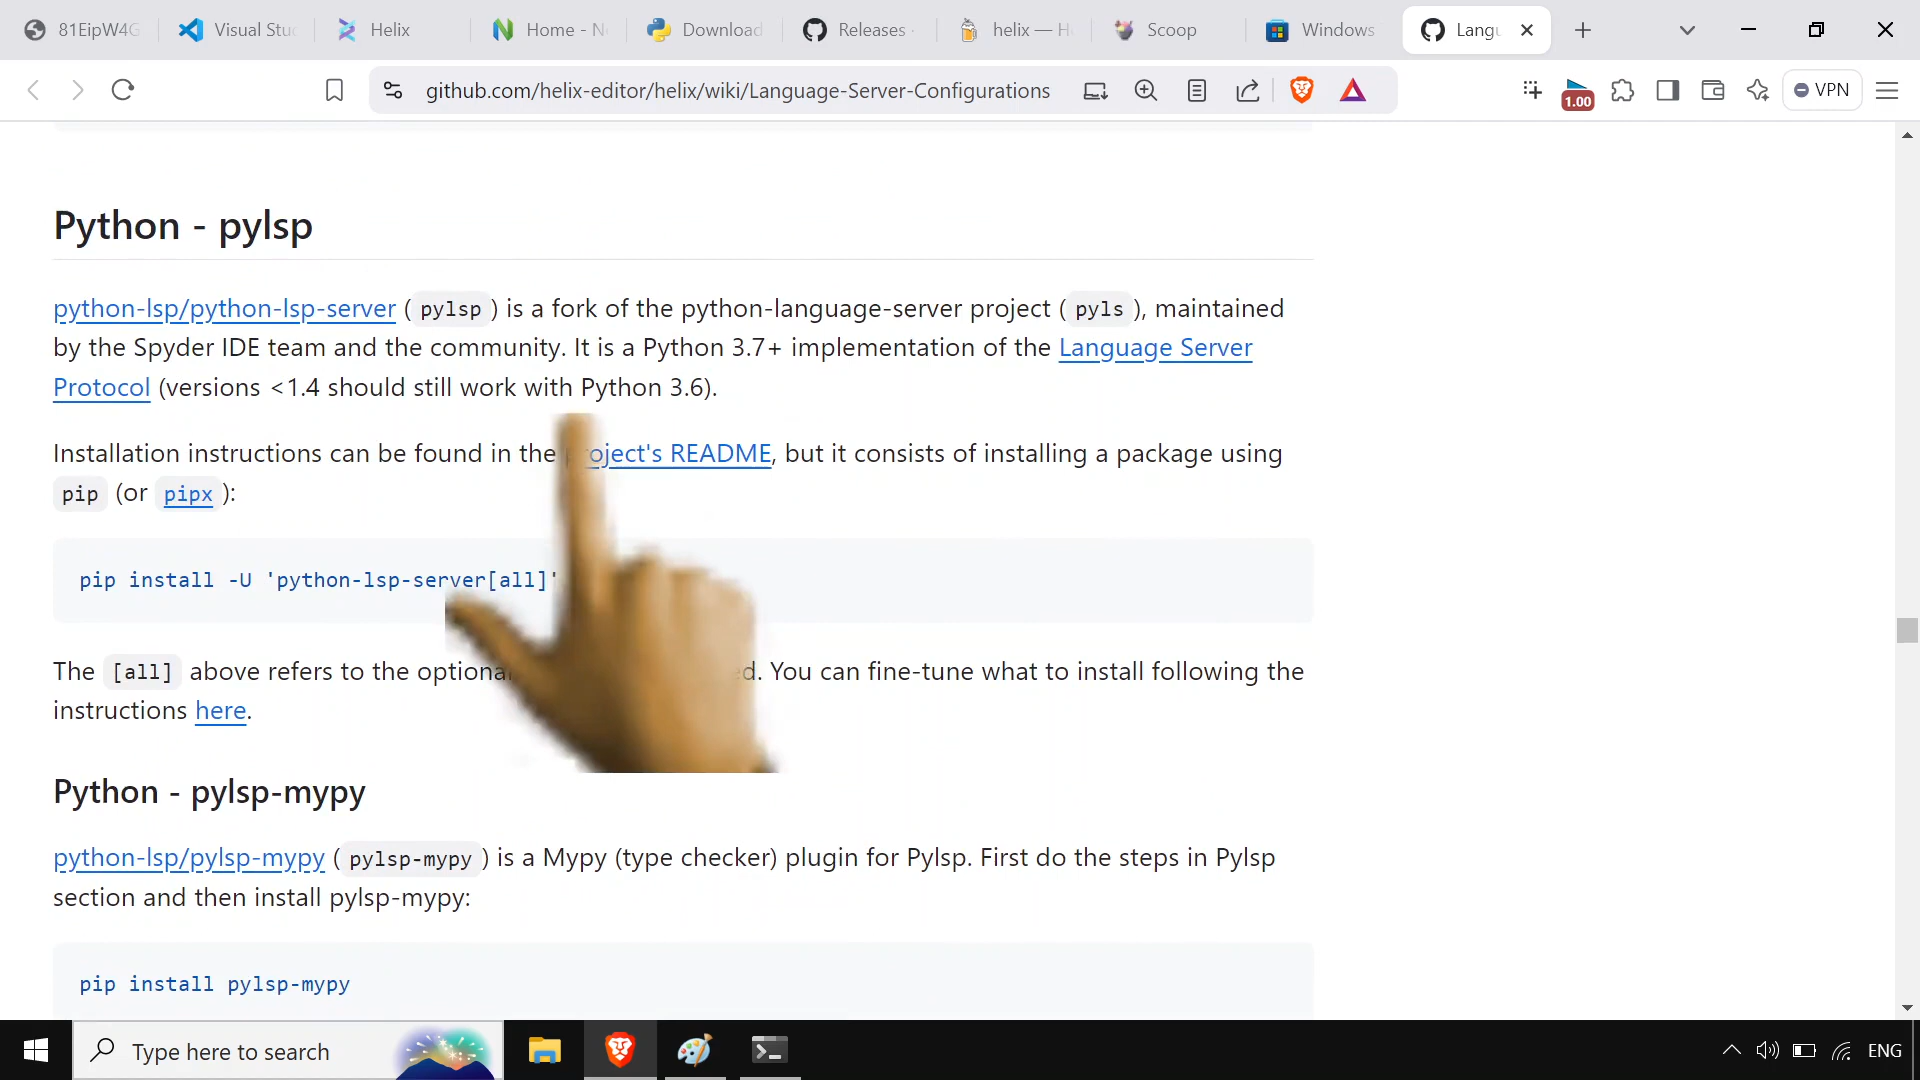 81EipW4G
Visual Stu
Helix
Home - N
Download
Releases ·
helix — H
Scoop
Windows
Langu
github.com/helix-editor/helix/wiki/Language-Server-Configurations
1.00
VPN
Python - pylsp
python-lsp/python-lsp-server (pylsp) is a fork of the python-language-server project (pyls), maintained
by the Spyder IDE team and the community. It is a Python 3.7+ implementation of the Language Server
Protocol (versions <1.4 should still work with Python 3.6).
Installation instructions can be found in the project's README, but it consists of installing a package using
pip (or pipx):
pip install -U 'python-lsp-server[all]'
The [all] above refers to the optional d. You can fine-tune what to install following the
instructions here.
Python - pylsp-mypy
python-lsp/pylsp-mypy (pylsp-mypy) is a Mypy (type checker) plugin for Pylsp. First do the steps in Pylsp
section and then install pylsp-mypy:
pip install pylsp-mypy
Type here to search
ENG